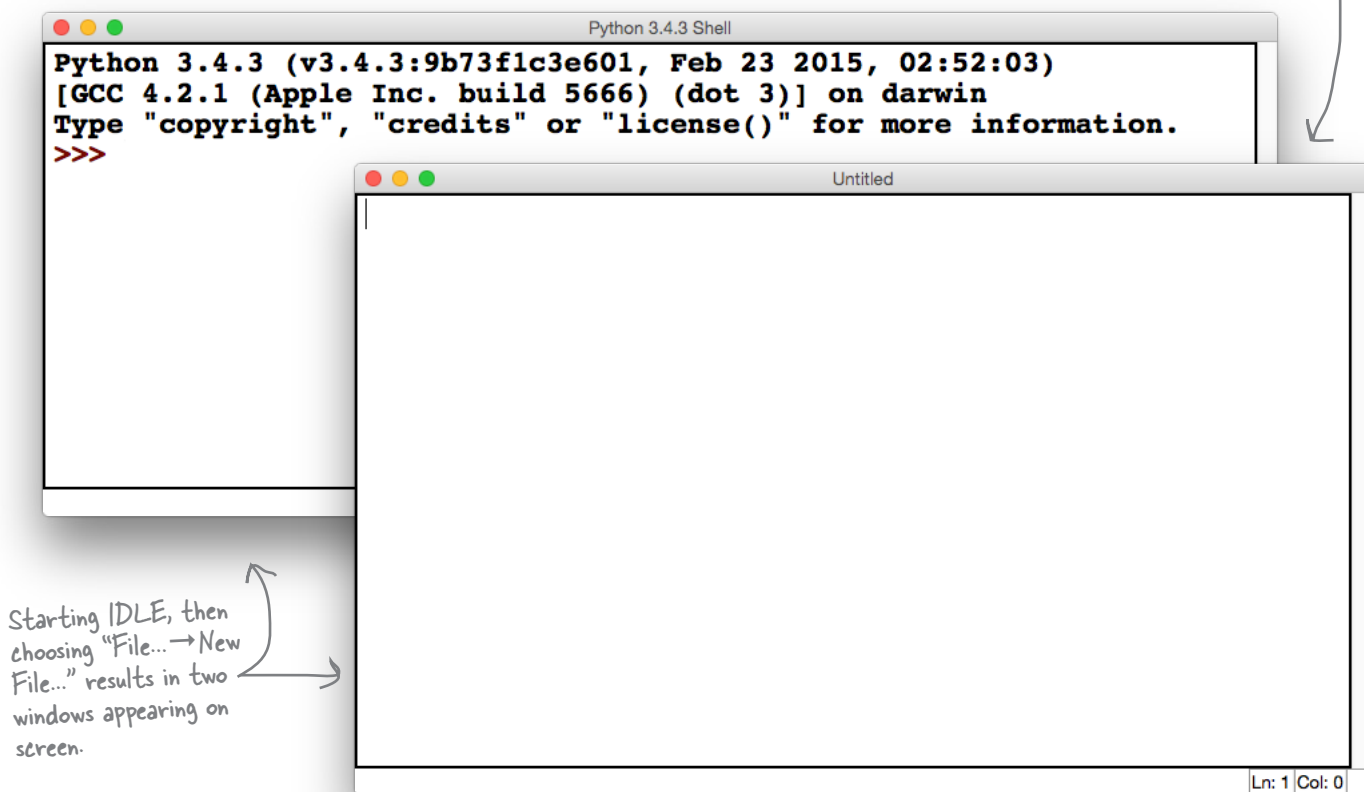 Python 3.4.3 Shell
Python 3.4.3 (v3.4.3:9b73f1c3e601, Feb 23 2015, 02:52:03)
[GCC 4.2.1 (Apple Inc. build 5666) (dot 3)] on darwin
Type "copyright", "credits" or "license()" for more information.
>>>
Untitled
Starting IDLE, then
choosing “File...→New
File...” results in two
windows appearing on
screen.
Ln: 1 Col: 0